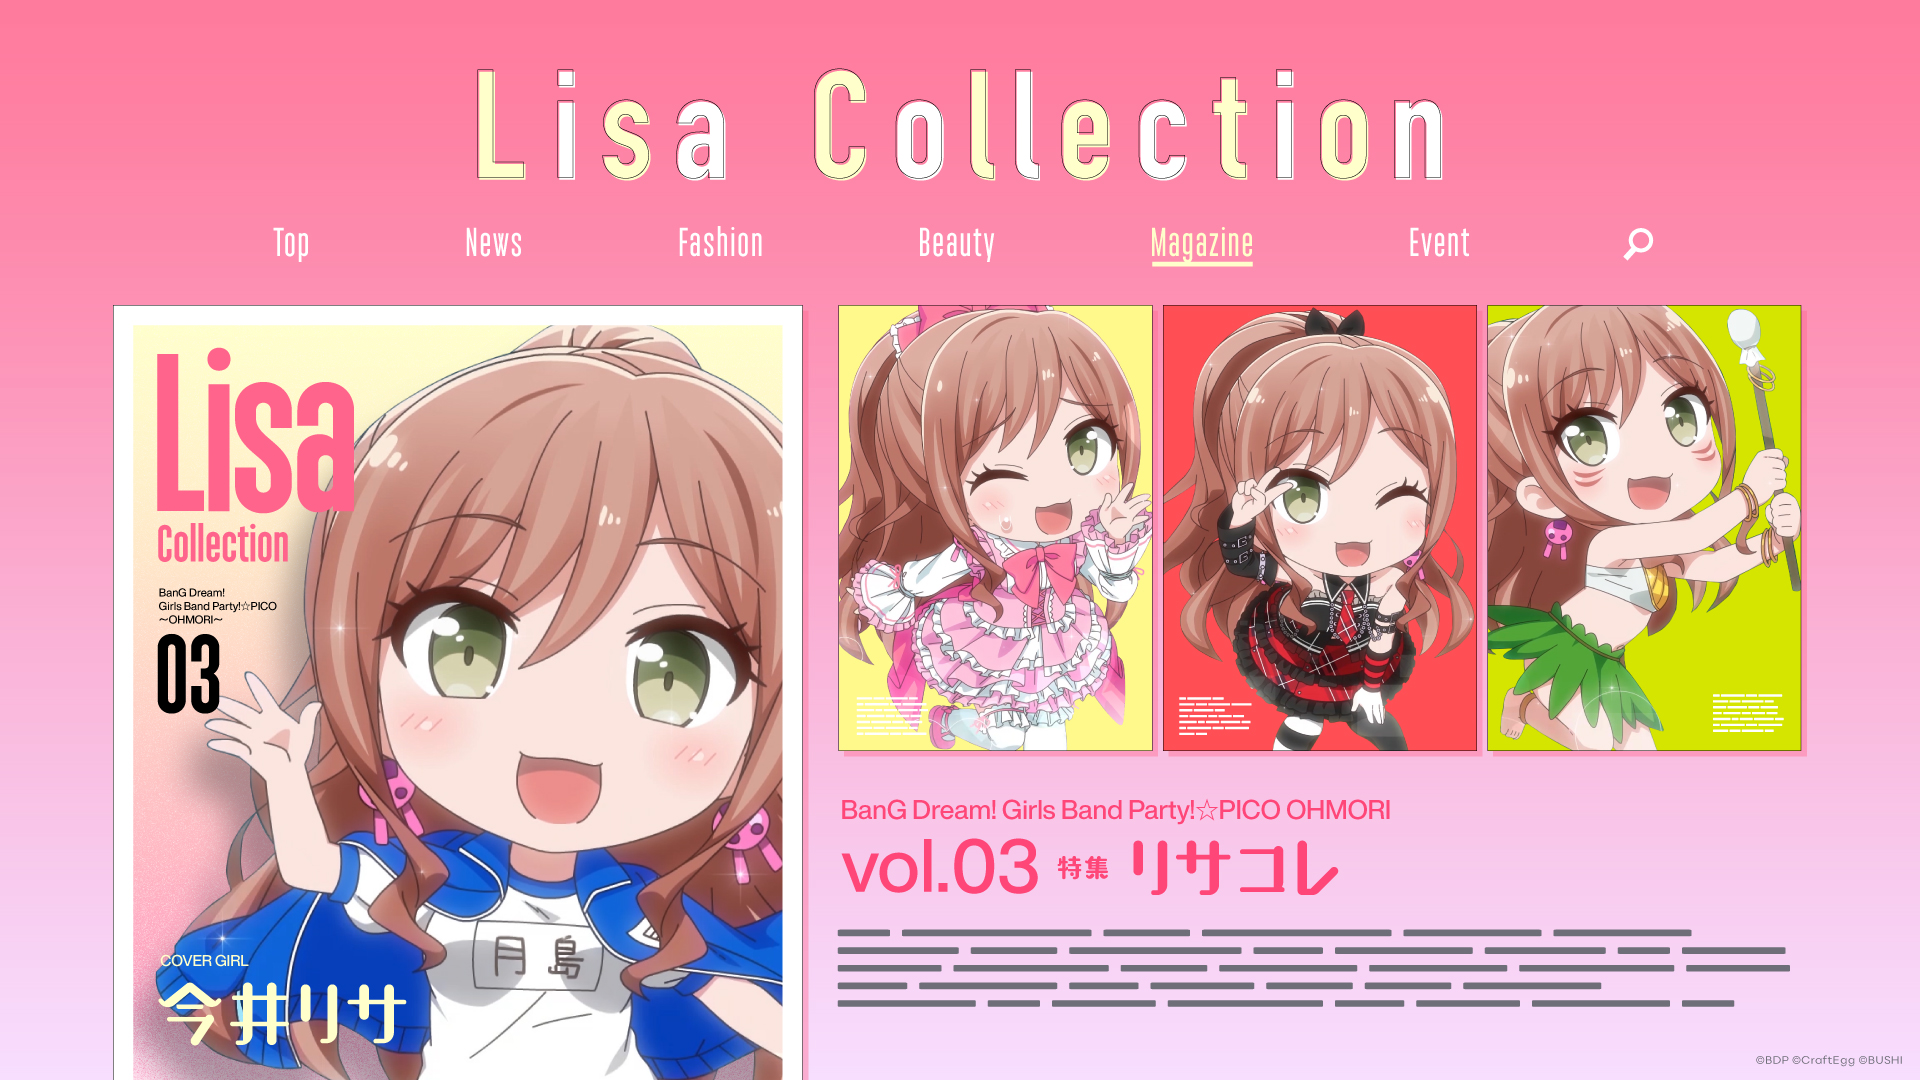 Lisa Collection
Top News Fashion Beauty Magazine Event
Lisa
Collection
BanG Dream!
Girls Band Party!☆PICO
～OHMORI～
03
月島
COVER GIRL
今井リサ
BanG Dream! Girls Band Party!☆PICO OHMORI
vol.03 特集 リサコレ
©BDP ©CraftEgg ©BUSHI